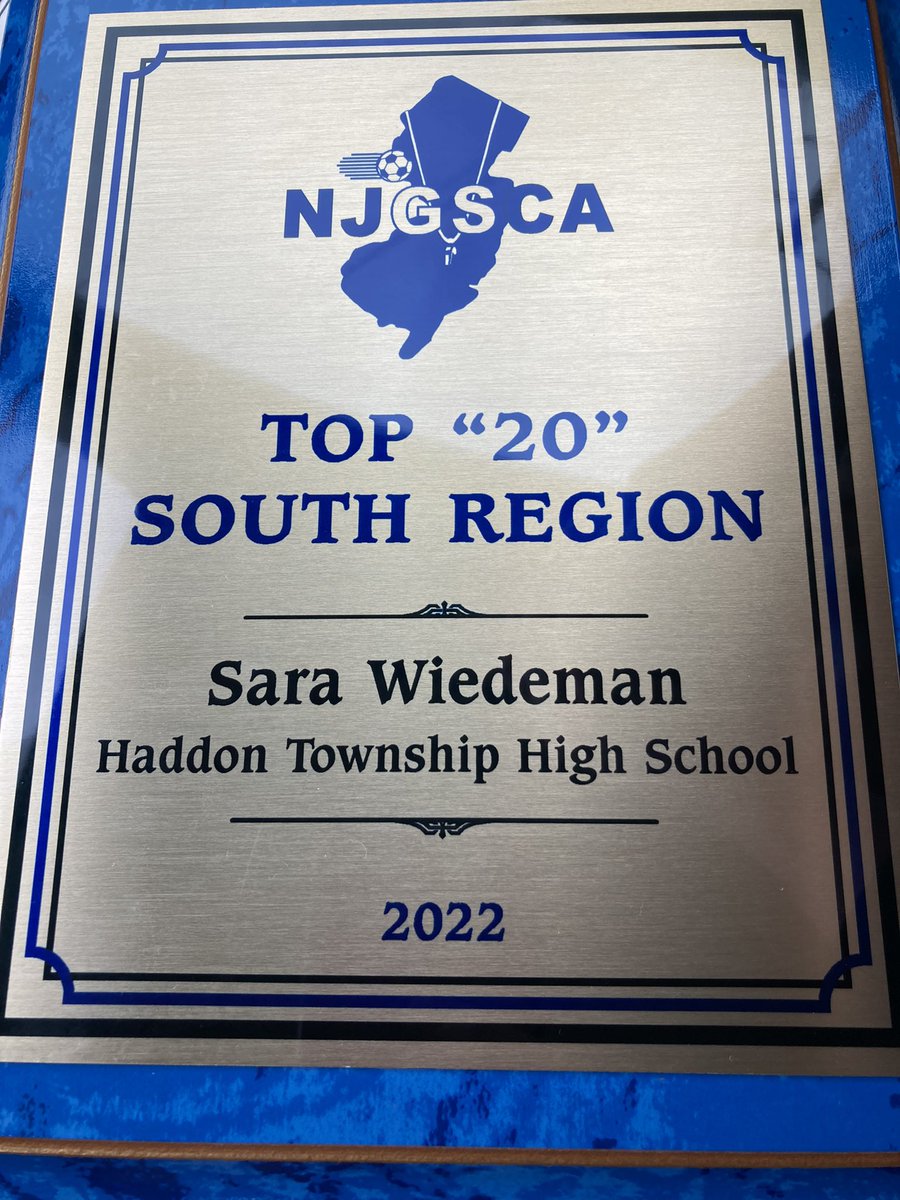 NJGSCA
TOP “20”
SOUTH REGION
Sara Wiedeman
Haddon Township High School
2022